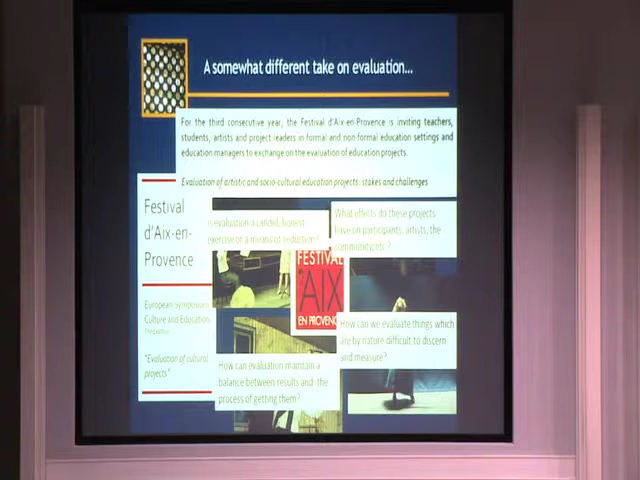 A somewhat different take on evaluation...
For the third consecutive year, the Festival d'Aix-en-Provence is inviting teachers,
students, artists and project leaders in formal and non formal education settings and
education managers to exchange on the evaluation of education projects.
Evaluation of artistic and socio-cultural education projects: stakes and challenges
Festival
d'Aix-en-
Provence
European Symposium
Culture and Education
"Evaluation of cultural
projects"
Is evaluation a candid, honest
exercise or a means of seduction?
What effects do these projects
have on participants, artists, the
community, etc.?
FESTIVAL
D'AIX
EN PROVENCE
How can we evaluate things which
are by nature difficult to discern
and measure?
How can evaluation maintain a
balance between results and the
process of getting them?